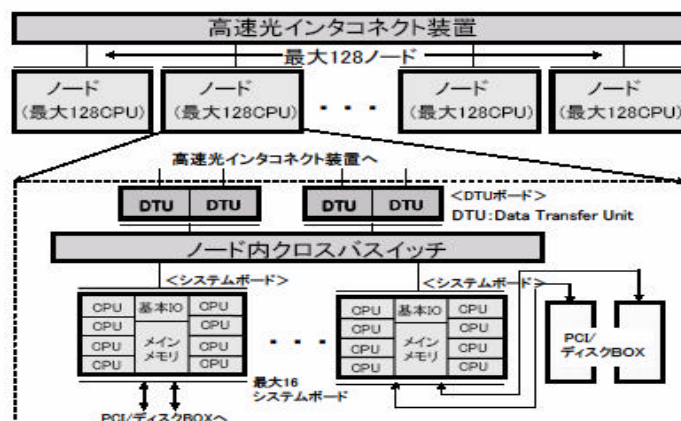 高速光インタコネクト装置
最大128ノード
ノード ノード ノード ノード
(最大128CPU) (最大128CPU) ・・・ (最大128CPU) (最大128CPU)
高速光インタコネクト装置へ
DTU DTU DTU DTU
<DTUボード>
DTU:Data Transfer Unit
ノード内クロスバスイッチ
<システムボード> <システムボード>
CPU 基本IO CPU
CPU CPU
CPU メイン CPU
CPU メモリ CPU
・・・
CPU 基本IO CPU
CPU CPU
CPU メイン CPU
CPU メモリ CPU
PCI/
ディスクBOX
最大16
システムボード
PCI/ディスクBOXへ